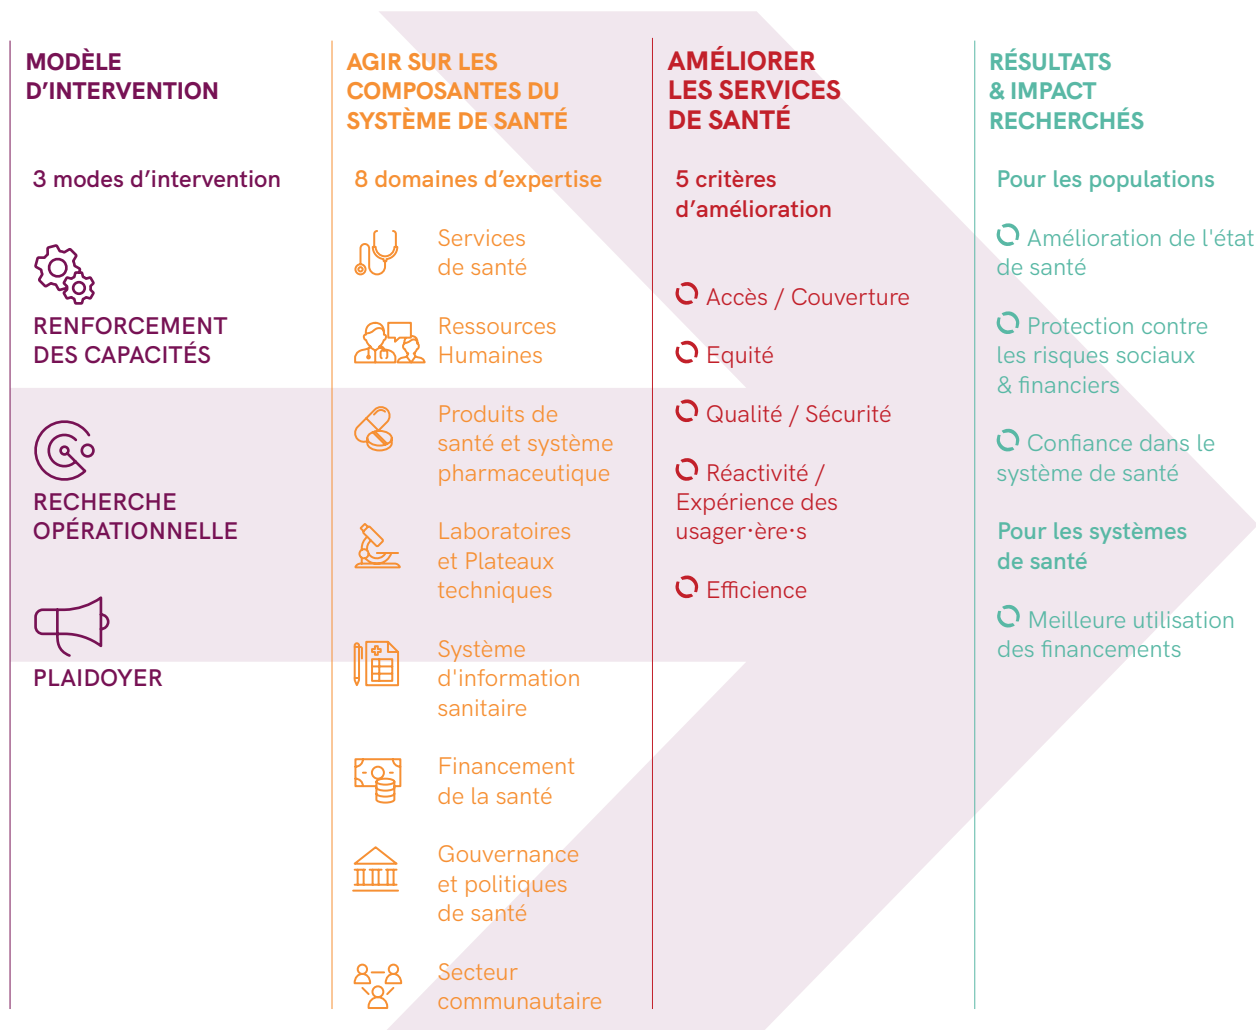 MODÈLE
D'INTERVENTION
3 modes d'intervention
RENFORCEMENT
DES CAPACITÉS
RECHERCHE
OPÉRATIONNELLE
PLAIDOYER
AGIR SUR LES
COMPOSANTES DU
SYSTÈME DE SANTÉ
8 domaines d'expertise
Services
de santé
Ressources
Humaines
Produits de
santé et système
pharmaceutique
Laboratoires
et Plateaux
techniques
Système
d'information
sanitaire
Financement
de la santé
Gouvernance
et politiques
de santé
Secteur
communautaire
AMÉLIORER
LES SERVICES
DE SANTÉ
5 critères
d'amélioration
Accès / Couverture
Equité
Qualité / Sécurité
Réactivité /
Expérience des
usager·ère·s
Efficience
RÉSULTATS
& IMPACT
RECHERCHÉS
Pour les populations
Amélioration de l'état
de santé
Protection contre
les risques sociaux
& financiers
Confiance dans le
système de santé
Pour les systèmes
de santé
Meilleure utilisation
des financements